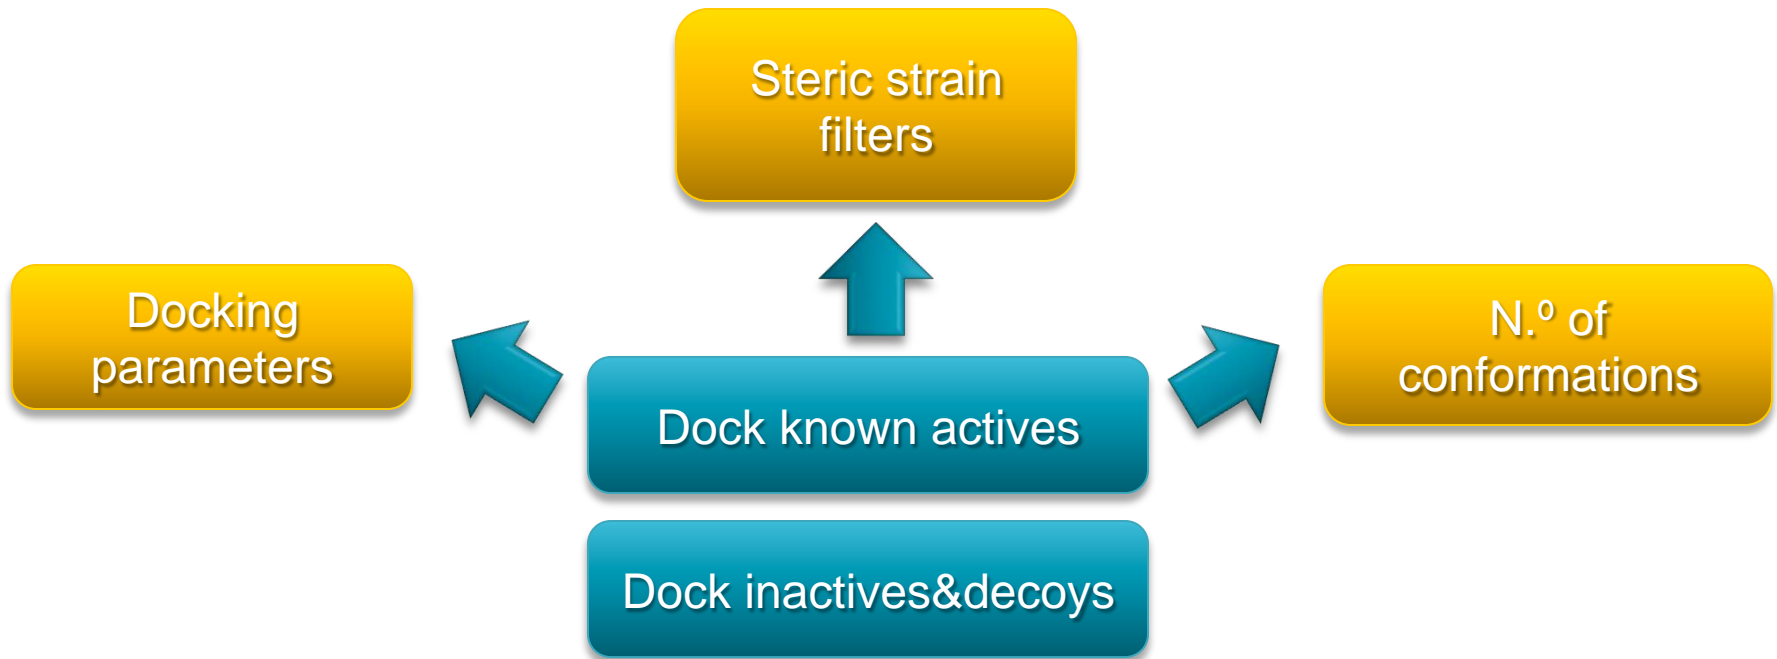 Steric strain
filters
Docking
parameters
N.º of
conformations
Dock known actives
Dock inactives&decoys